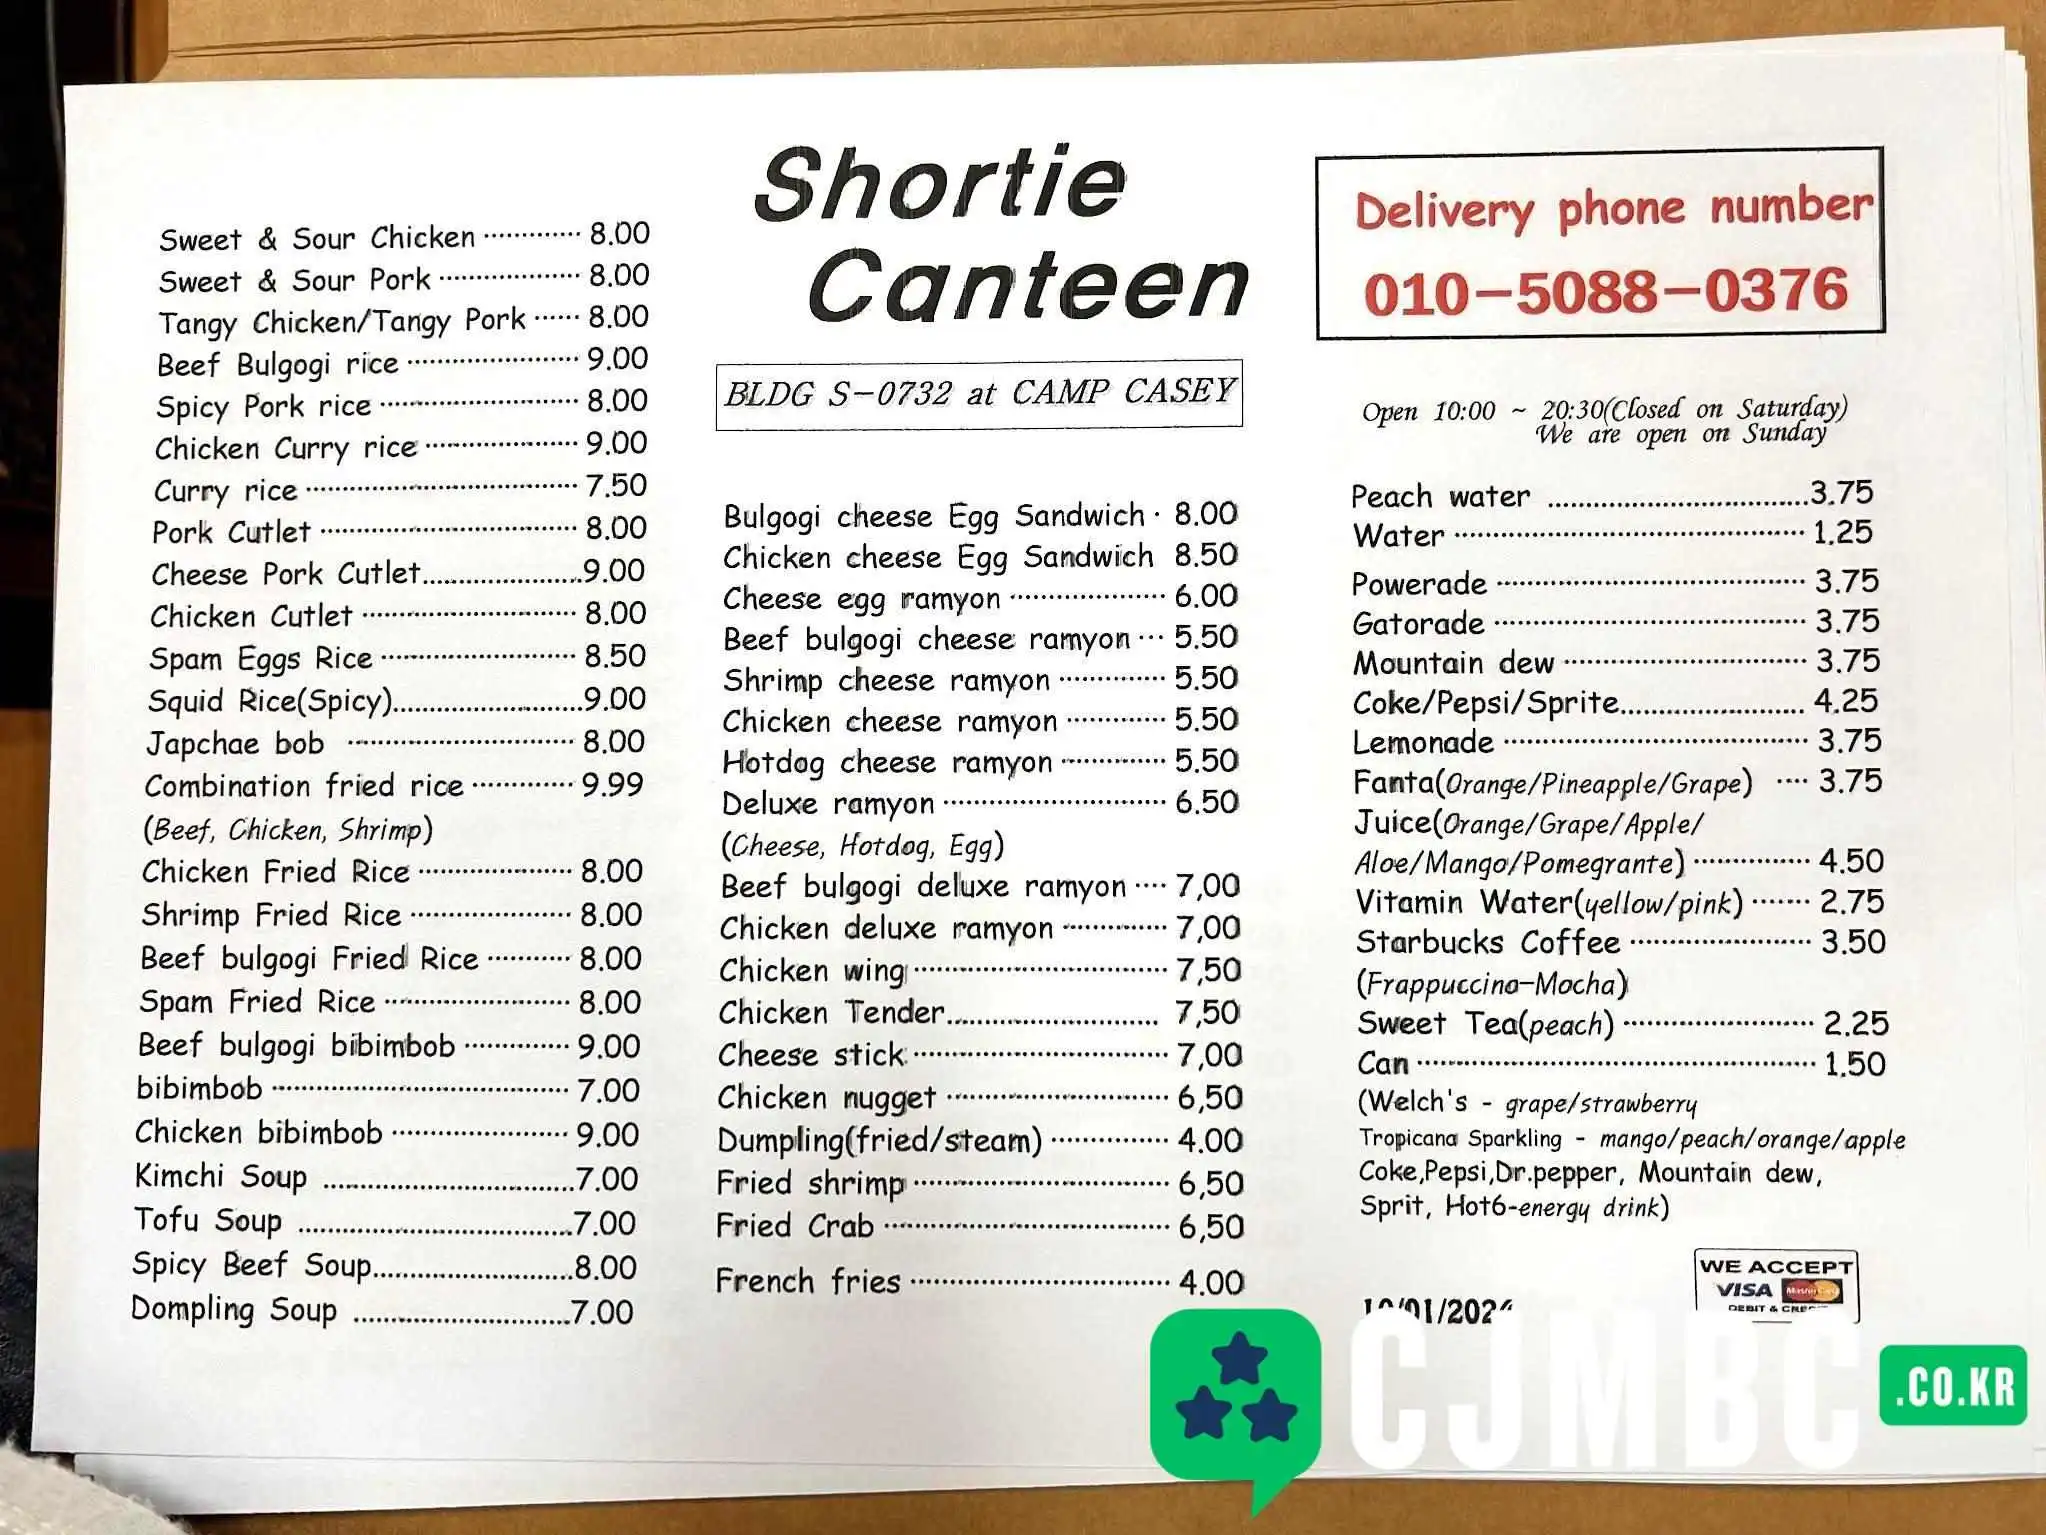 Shortie
Canteen
BLDG S-0732 at CAMP CASEY
Delivery phone number
010-5088-0376
Open 10:00 ~ 20:30(Closed on Saturday)
We are open on Sunday
Sweet & Sour Chicken 8.00
Sweet & Sour Pork 8.00
Tangy Chicken/Tangy Pork 8.00
Beef Bulgogi rice 9.00
Spicy Pork rice 8.00
Chicken Curry rice 9.00
Curry rice 7.50
Pork Cutlet 8.00
Cheese Pork Cutlet 9.00
Chicken Cutlet 8.00
Spam Eggs Rice 8.50
Squid Rice(Spicy) 9.00
Japchae bob 8.00
Combination fried rice 9.99
(Beef, Chicken, Shrimp)
Chicken Fried Rice 8.00
Shrimp Fried Rice 8.00
Beef bulgogi Fried Rice 8.00
Spam Fried Rice 8.00
Beef bulgogi bibimbob 9.00
bibimbob 7.00
Chicken bibimbob 9.00
Kimchi Soup 7.00
Tofu Soup 7.00
Spicy Beef Soup 8.00
Dompling Soup 7.00
Bulgogi cheese Egg Sandwich 8.00
Chicken cheese Egg Sandwich 8.50
Cheese egg ramyon 6.00
Beef bulgogi cheese ramyon 5.50
Shrimp cheese ramyon 5.50
Chicken cheese ramyon 5.50
Hotdog cheese ramyon 5.50
Deluxe ramyon 6.50
(Cheese, Hotdog, Egg)
Beef bulgogi deluxe ramyon 7,00
Chicken deluxe ramyon 7,00
Chicken wing 7,50
Chicken Tender 7,50
Cheese stick 7,00
Chicken nugget 6,50
Dumpling(fried/steam) 4.00
Fried shrimp 6,50
Fried Crab 6,50
French fries 4.00
Peach water 3.75
Water 1.25
Powerade 3.75
Gatorade 3.75
Mountain dew 3.75
Coke/Pepsi/Sprite 4.25
Lemonade 3.75
Fanta(Orange/Pineapple/Grape) 3.75
Juice(Orange/Grape/Apple/
Aloe/Mango/Pomegrante) 4.50
Vitamin Water(yellow/pink) 2.75
Starbucks Coffee 3.50
(Frappuccino-Mocha)
Sweet Tea(peach) 2.25
Can 1.50
(Welch's - grape/strawberry
Tropicana Sparkling - mango/peach/orange/apple
Coke,Pepsi,Dr.pepper, Mountain dew,
Sprit, Hot6-energy drink)
WE ACCEPT
VISA MasterCard
DEBIT &
CJMBC
.CO.KR